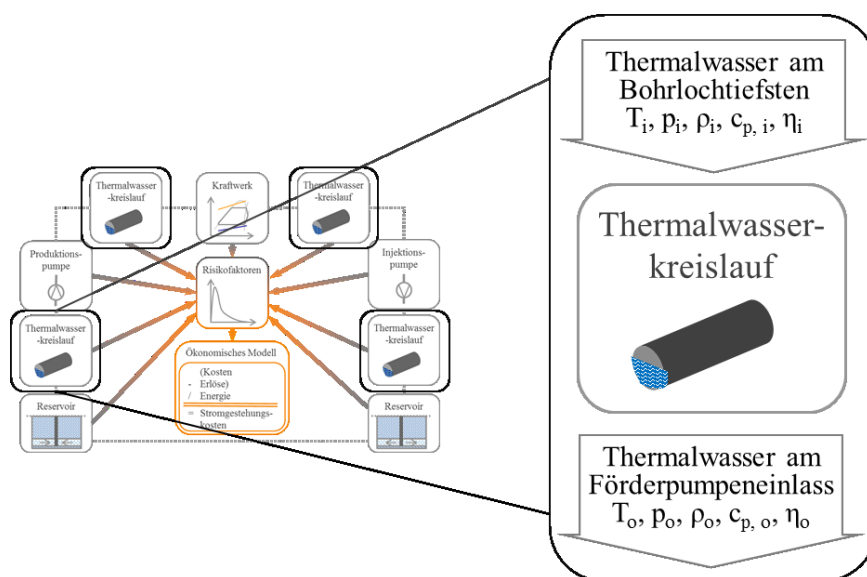 Thermalwasser
-kreislauf
Kraftwerk
Thermalwasser
-kreislauf
Produktions-
pumpe
Risikofaktoren
Injektions-
pumpe
Thermalwasser
-kreislauf
Thermalwasser
-kreislauf
Ökonomisches Modell
(Kosten
- Erlöse)
/ Energie
= Stromgestehungs-
kosten
Reservoir
Reservoir
Thermalwasser am
Bohrlochtiefsten
Ti, pi, ρi, cp, i, ηi
Thermalwasser-
kreislauf
Thermalwasser am
Förderpumpeneinlass
To, po, ρo, cp, o, ηo